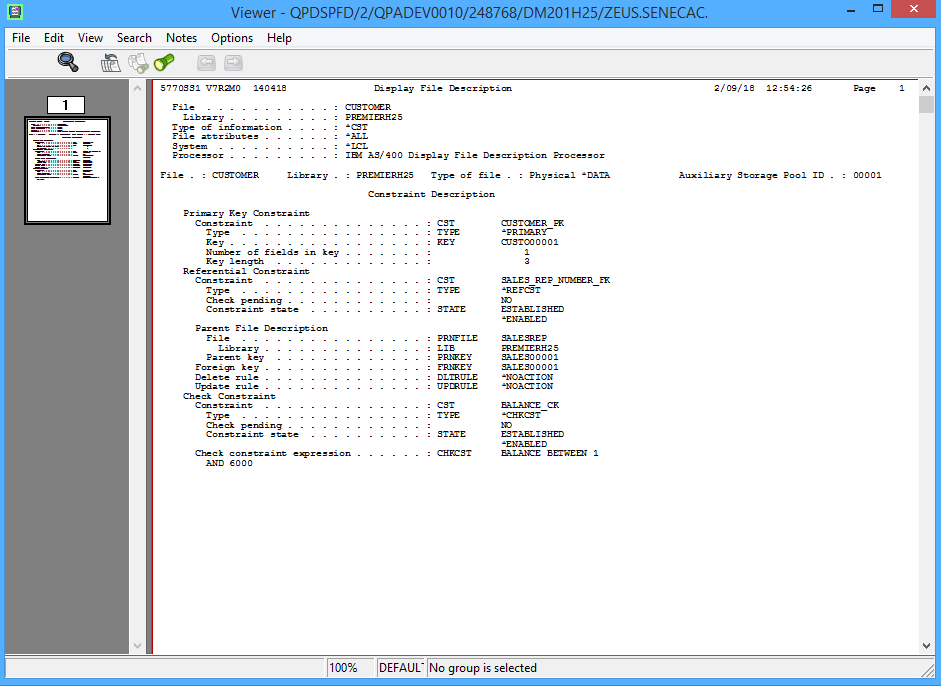 Viewer - QPDSPFD/2/QPADEV0010/248768/DM201H25/ZEUS.SENECAC.
File Edit View Search Notes Options Help
1
5770SS1 V7R2M0 140418 Display File Description 2/09/18 12:54:26 Page 1
File . . . . . . . . . . . : CUSTOMER
Library . . . . . . . . . : PREMIERH25
Type of information . . . . : *CST
File attributes . . . . . . : *ALL
System . . . . . . . . . . : *LCL
Processor . . . . . . . . . : IBM AS/400 Display File Description Processor
File . . : CUSTOMER Library . . : PREMIERH25 Type of file . . : Physical *DATA Auxiliary Storage Pool ID . . : 00001
Constraint Description
Primary Key Constraint
Constraint . . . . . . . . . . . . . . : CST CUSTOMER_PK
Type . . . . . . . . . . . . . . . . : TYPE *PRIMARY
Key . . . . . . . . . . . . . . . . . : KEY CUSTO00001
Number of fields in key . . . . . . . : 1
Key length . . . . . . . . . . . . . : 3
Referential Constraint
Constraint . . . . . . . . . . . . . . : CST SALES_REP_NUMBER_FK
Type . . . . . . . . . . . . . . . . : TYPE *REFCST
Check pending . . . . . . . . . . . . : NO
Constraint state . . . . . . . . . . : STATE ESTABLISHED
*ENABLED
Parent File Description
File . . . . . . . . . . . . . . . . : PRNFILE SALESREP
Library . . . . . . . . . . . . . . : LIB PREMIERH25
Parent key . . . . . . . . . . . . . : PRNKEY SALES00001
Foreign key . . . . . . . . . . . . . . : FRNKEY SALES00001
Delete rule . . . . . . . . . . . . . . : DLTRULE *NOACTION
Update rule . . . . . . . . . . . . . . : UPDRULE *NOACTION
Check Constraint
Constraint . . . . . . . . . . . . . . : CST BALANCE_CK
Type . . . . . . . . . . . . . . . . : TYPE *CHKCST
Check pending . . . . . . . . . . . . : NO
Constraint state . . . . . . . . . . : STATE ESTABLISHED
*ENABLED
Check constraint expression . . . . . . : CHKCST BALANCE BETWEEN 1
AND 6000
100% DEFAUL No group is selected